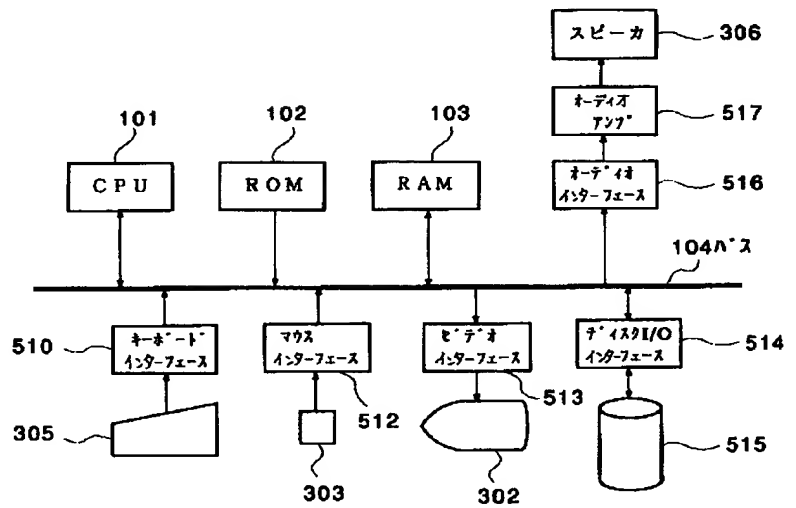 スピーカ
306
オーディオ
アンプ
517
101
102
103
CPU
ROM
RAM
オーディオ
インターフェース
516
104バス
510
キーボード
インターフェース
マウス
インターフェース
ビデオ
インターフェース
ディスクI/O
インターフェース
514
512
513
305
303
302
515